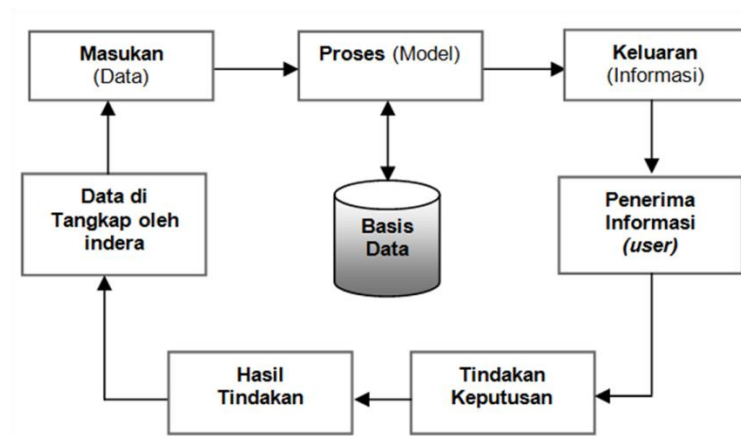 Masukan
(Data)
Proses (Model)
Keluaran
(Informasi)
Data di
Tangkap oleh
indera
Basis
Data
Penerima
Informasi
(user)
Hasil
Tindakan
Tindakan
Keputusan